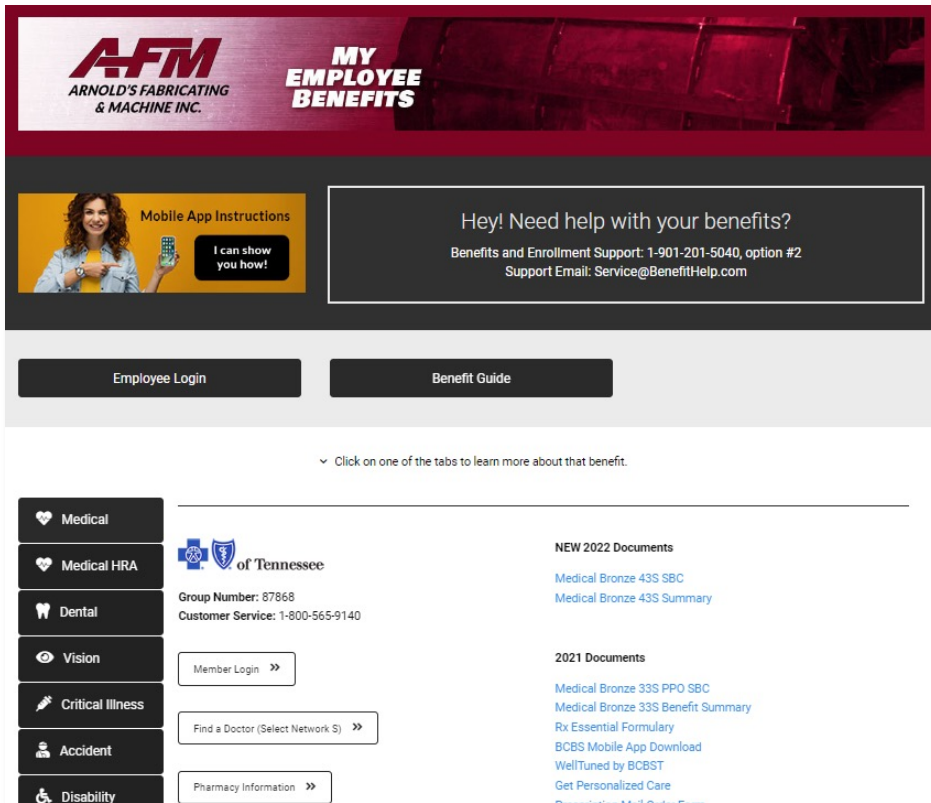 AFM
ARNOLD'S FABRICATING
& MACHINE INC.
MY
EMPLOYEE
BENEFITS
Mobile App Instructions
I can show
you how!
Hey! Need help with your benefits?
Benefits and Enrollment Support: 1-901-201-5040, option #2
Support Email: Service@BenefitHelp.com
Employee Login
Benefit Guide
Click on one of the tabs to learn more about that benefit.
Medical
Medical HRA
Dental
Vision
Critical Illness
Accident
Disability
of Tennessee
Group Number: 87868
Customer Service: 1-800-565-9140
Member Login
Find a Doctor (Select Network S)
Pharmacy Information
NEW 2022 Documents
Medical Bronze 43S SBC
Medical Bronze 43S Summary
2021 Documents
Medical Bronze 33S PPO SBC
Medical Bronze 33S Benefit Summary
Rx Essential Formulary
BCBS Mobile App Download
WellTuned by BCBST
Get Personalized Care